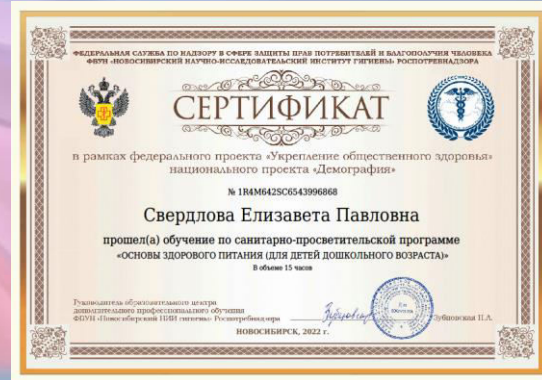 ФЕДЕРАЛЬНАЯ СЛУЖБА ПО НАДЗОРУ В СФЕРЕ ЗАЩИТЫ ПРАВ ПОТРЕБИТЕЛЕЙ И БЛАГОПОЛУЧИЯ ЧЕЛОВЕКА
ФБУН «НОВОСИБИРСКИЙ НАУЧНО-ИССЛЕДОВАТЕЛЬСКИЙ ИНСТИТУТ ГИГИЕНЫ» РОСПОТРЕБНАДЗОРА
СЕРТИФИКАТ
в рамках федерального проекта «Укрепление общественного здоровья»
национального проекта «Демография»
№ 1R4M642SC6543996868
Свердлова Елизавета Павловна
прошел(а) обучение по санитарно-просветительской программе
«ОСНОВЫ ЗДОРОВОГО ПИТАНИЯ (ДЛЯ ДЕТЕЙ ДОШКОЛЬНОГО ВОЗРАСТА)»
В объеме 15 часов
Руководитель образовательного центра
дополнительного профессионального обучения
ФБУН «Новосибирский НИИ гигиены» Роспотребнадзора
НОВОСИБИРСК, 2022 г.